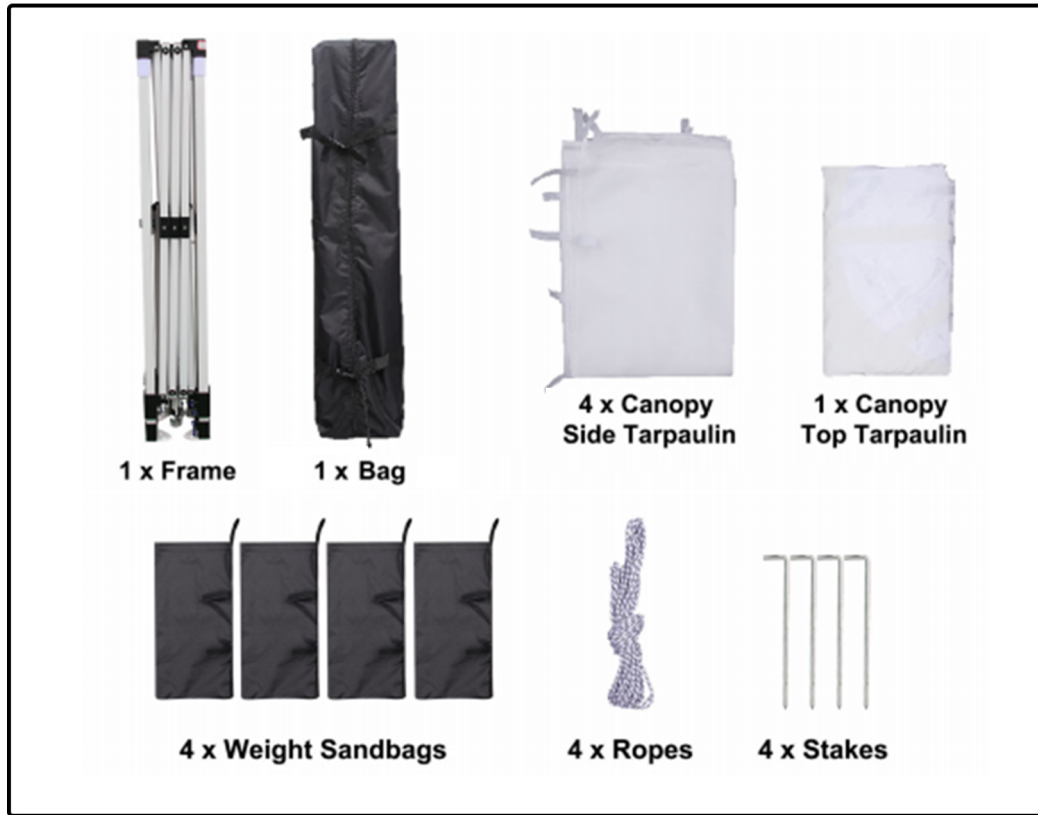 1 x Frame
1 x Bag
4 x Canopy
Side Tarpaulin
1 x Canopy
Top Tarpaulin
4 x Weight Sandbags
4 x Ropes
4 x Stakes